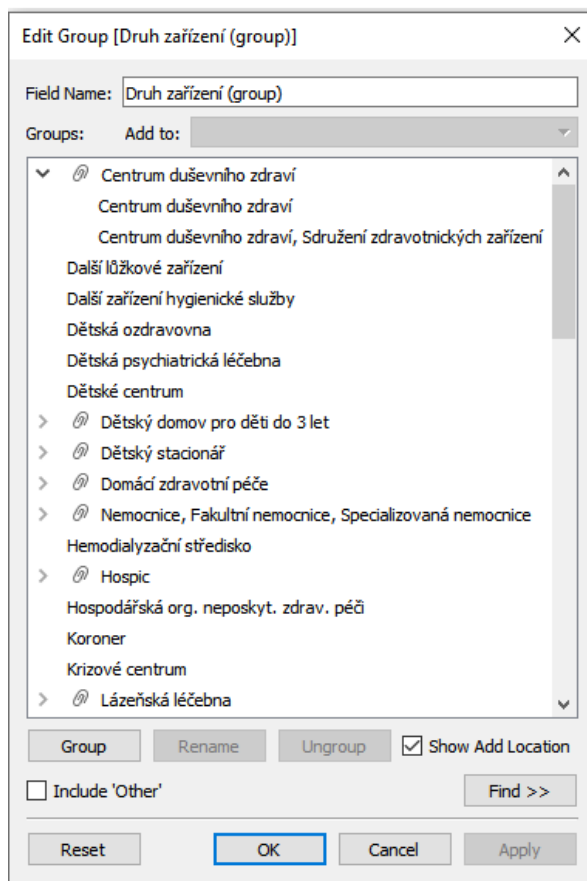 Edit Group [Druh zařízení (group)]
Field Name: Druh zařízení (group)
Groups: Add to:
Centrum duševního zdraví
Centrum duševního zdraví
Centrum duševního zdraví, Sdružení zdravotnických zařízení
Další lůžkové zařízení
Další zařízení hygienické služby
Dětská ozdravovna
Dětská psychiatrická léčebna
Dětské centrum
Dětský domov pro děti do 3 let
Dětský stacionář
Domácí zdravotní péče
Nemocnice, Fakultní nemocnice, Specializovaná nemocnice
Hemodialyzační středisko
Hospic
Hospodářská org. neposkyt. zdrav. péči
Koroner
Krizové centrum
Lázeňská léčebna
Group Rename Ungroup Show Add Location
Include 'Other' Find >>
Reset OK Cancel Apply